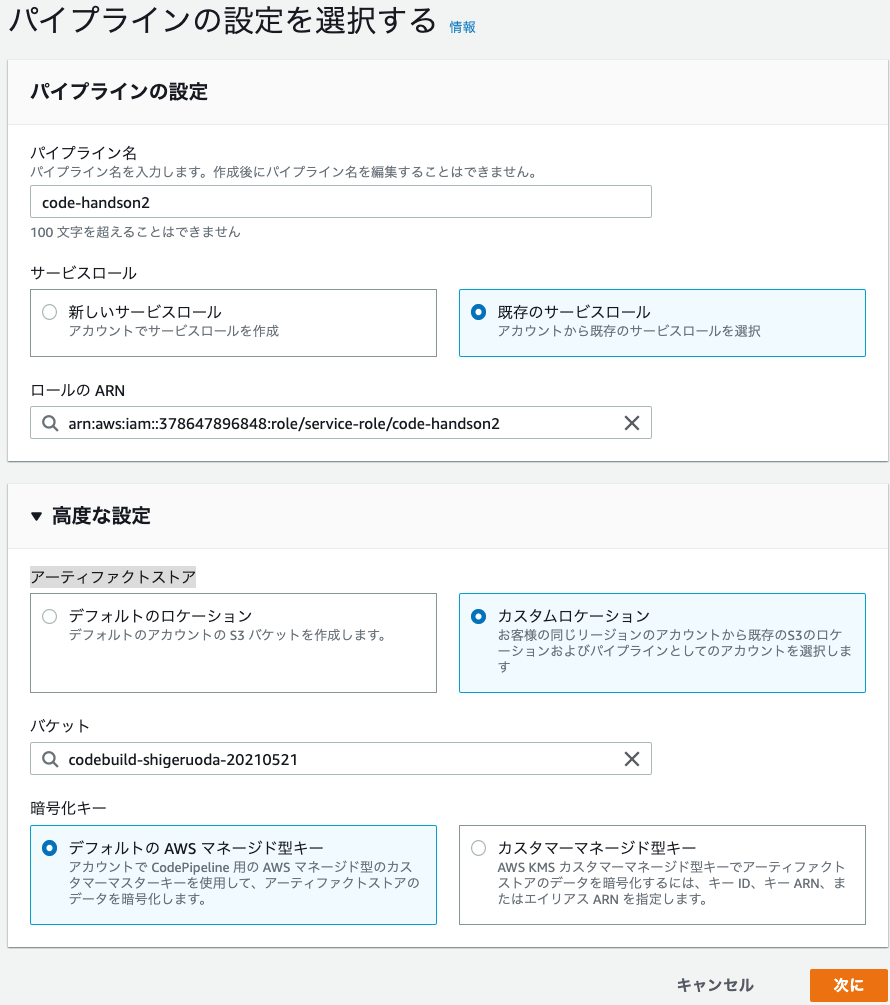 パイプラインの設定を選択する 情報
パイプラインの設定
パイプライン名
パイプライン名を入力します。作成後にパイプライン名を編集することはできません。
code-handson2
100 文字を超えることはできません
サービスロール
新しいサービスロール
アカウントでサービスロールを作成
既存のサービスロール
アカウントから既存のサービスロールを選択
ロールの ARN
arn:aws:iam::378647896848:role/service-role/code-handson2
高度な設定
アーティファクトストア
デフォルトのロケーション
デフォルトのアカウントの S3 バケットを作成します。
カスタムロケーション
お客様の同じリージョンのアカウントから既存のS3のロケ
ーションおよびパイプラインとしてのアカウントを選択しま
す
バケット
codebuild-shigeruoda-20210521
暗号化キー
デフォルトの AWS マネージド型キー
アカウントで CodePipeline 用の AWS マネージド型のカス
タマーマスターキーを使用して、アーティファクトストアの
データを暗号化します。
カスタマーマネージド型キー
AWS KMS カスタマーマネージド型キーでアーティファクト
ストアのデータを暗号化するには、キー ID、キー ARN、ま
たはエイリアス ARN を指定します。
キャンセル
次に